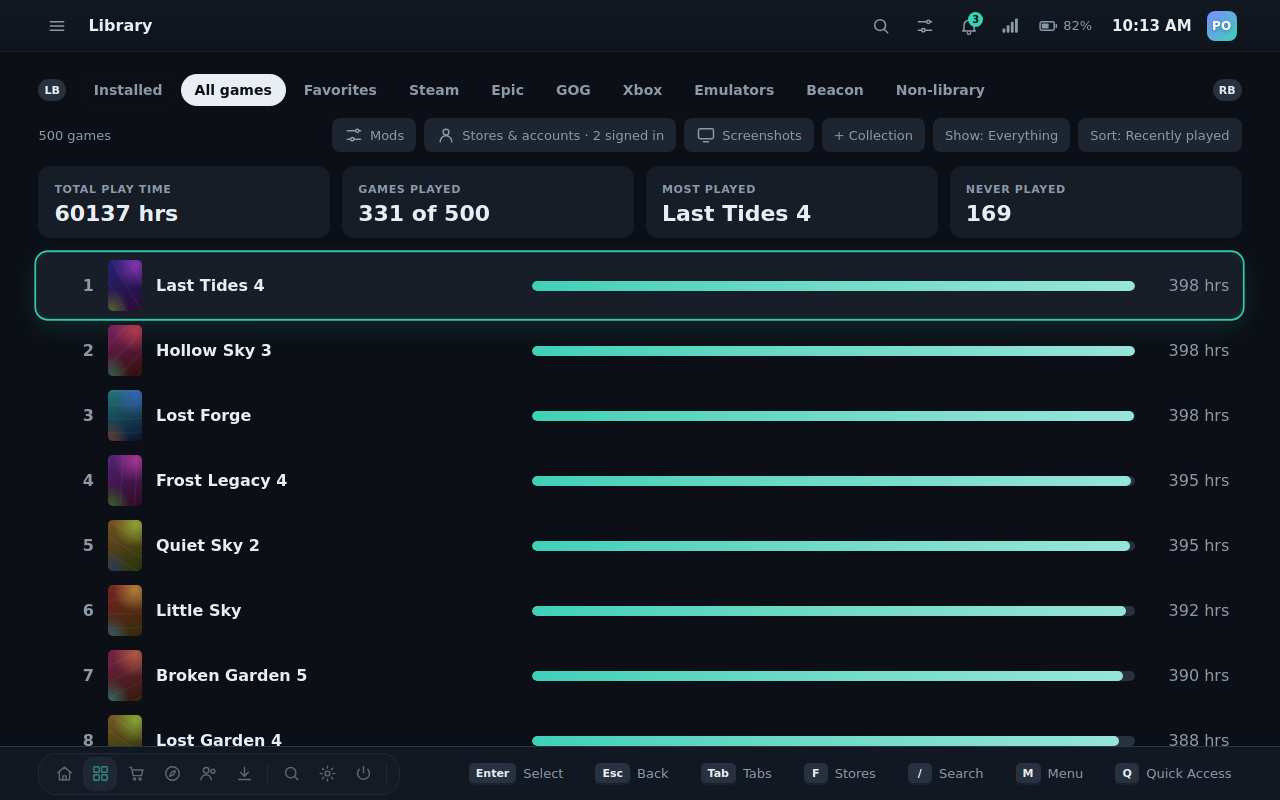 Library
3
82%
10:13 AM
PO
LB
Installed
All games
Favorites
Steam
Epic
GOG
Xbox
Emulators
Beacon
Non-library
RB
500 games
Mods
Stores & accounts · 2 signed in
Screenshots
+ Collection
Show: Everything
Sort: Recently played
TOTAL PLAY TIME
60137 hrs
GAMES PLAYED
331 of 500
MOST PLAYED
Last Tides 4
NEVER PLAYED
169
1 Last Tides 4 398 hrs
2 Hollow Sky 3 398 hrs
3 Lost Forge 398 hrs
4 Frost Legacy 4 395 hrs
5 Quiet Sky 2 395 hrs
6 Little Sky 392 hrs
7 Broken Garden 5 390 hrs
8 Lost Garden 4 388 hrs
Enter Select
Esc Back
Tab Tabs
F Stores
/ Search
M Menu
Q Quick Access